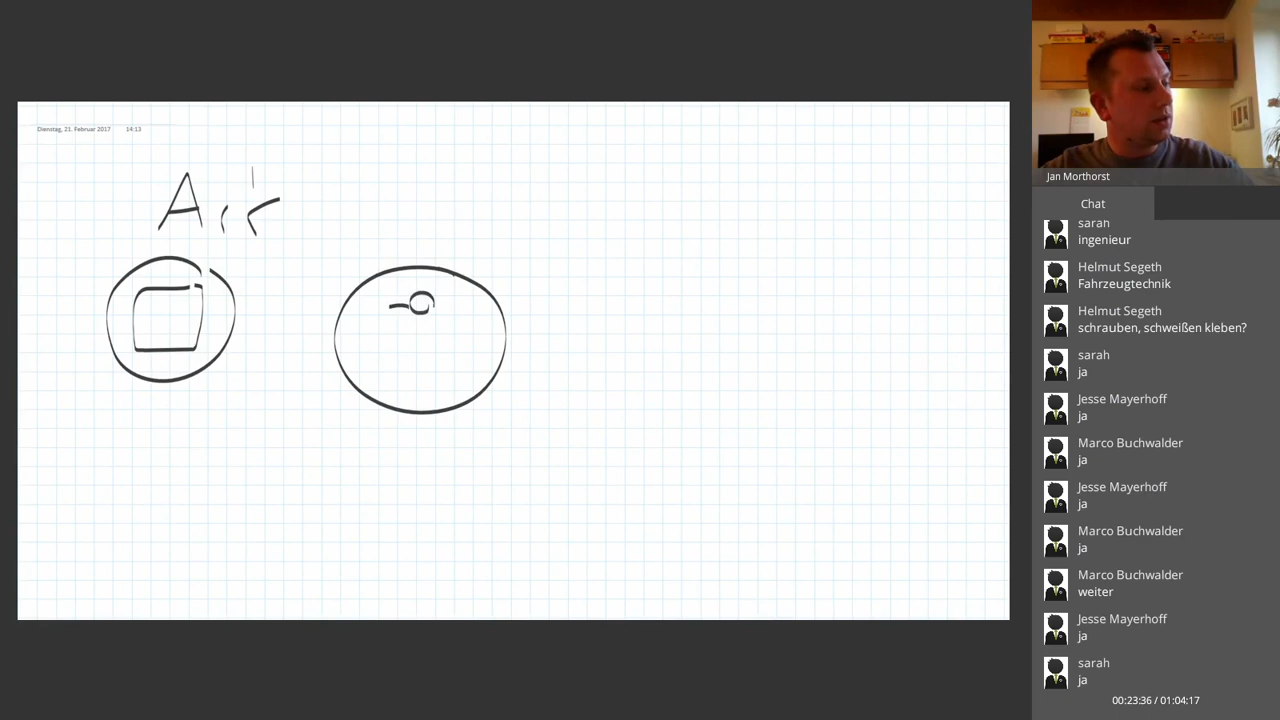 Dienstag, 21. Februar 2017 14:13
Jan Morthorst
Chat
sarah
ingenieur
Helmut Segeth
Fahrzeugtechnik
Helmut Segeth
schrauben, schweißen kleben?
sarah
ja
Jesse Mayerhoff
ja
Marco Buchwalder
ja
Jesse Mayerhoff
ja
Marco Buchwalder
ja
Marco Buchwalder
weiter
Jesse Mayerhoff
ja
sarah
ja
00:23:36 / 01:04:17